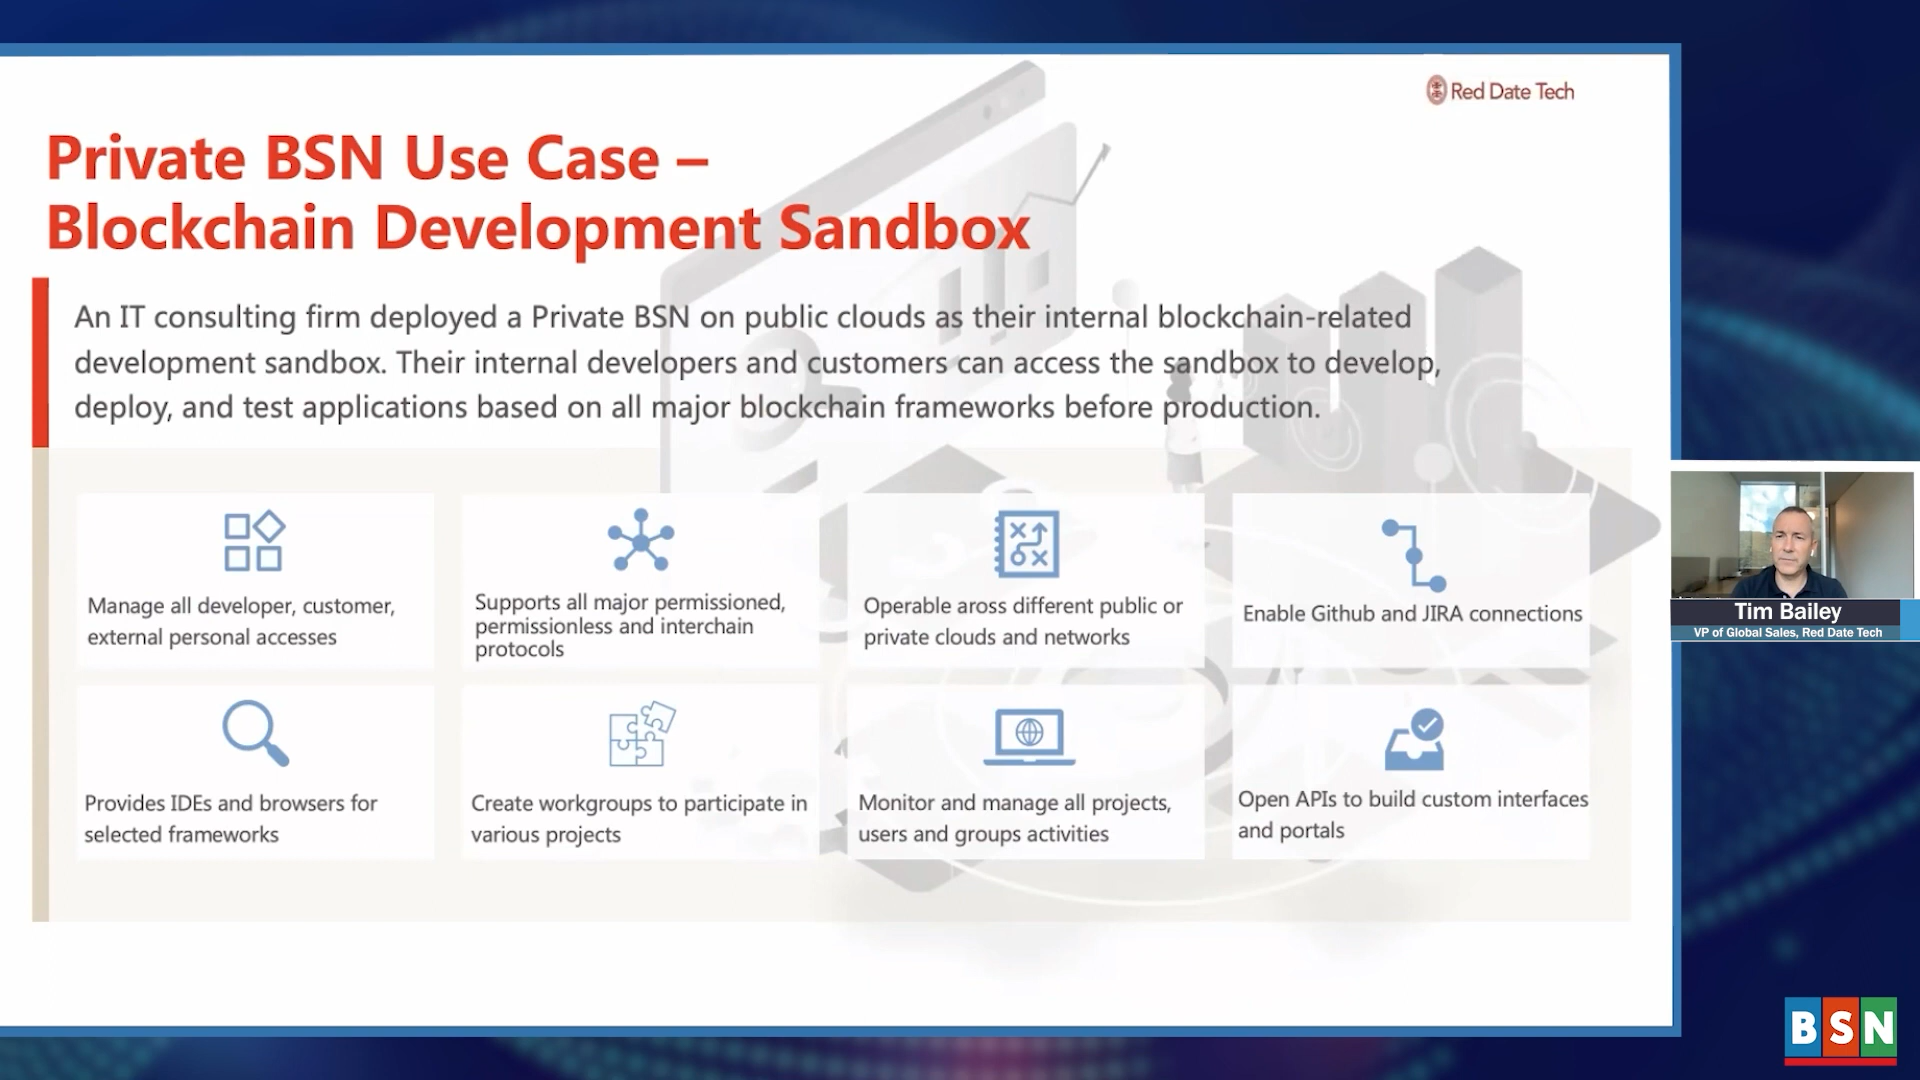 Red Date Tech
Private BSN Use Case –
Blockchain Development Sandbox
An IT consulting firm deployed a Private BSN on public clouds as their internal blockchain-related
development sandbox. Their internal developers and customers can access the sandbox to develop,
deploy, and test applications based on all major blockchain frameworks before production.
Manage all developer, customer,
external personal accesses
Supports all major permissioned,
permissionless and interchain
protocols
Operable aross different public or
private clouds and networks
Enable Github and JIRA connections
Provides IDEs and browsers for
selected frameworks
Create workgroups to participate in
various projects
Monitor and manage all projects,
users and groups activities
Open APIs to build custom interfaces
and portals
Tim Bailey
VP of Global Sales, Red Date Tech
BSN